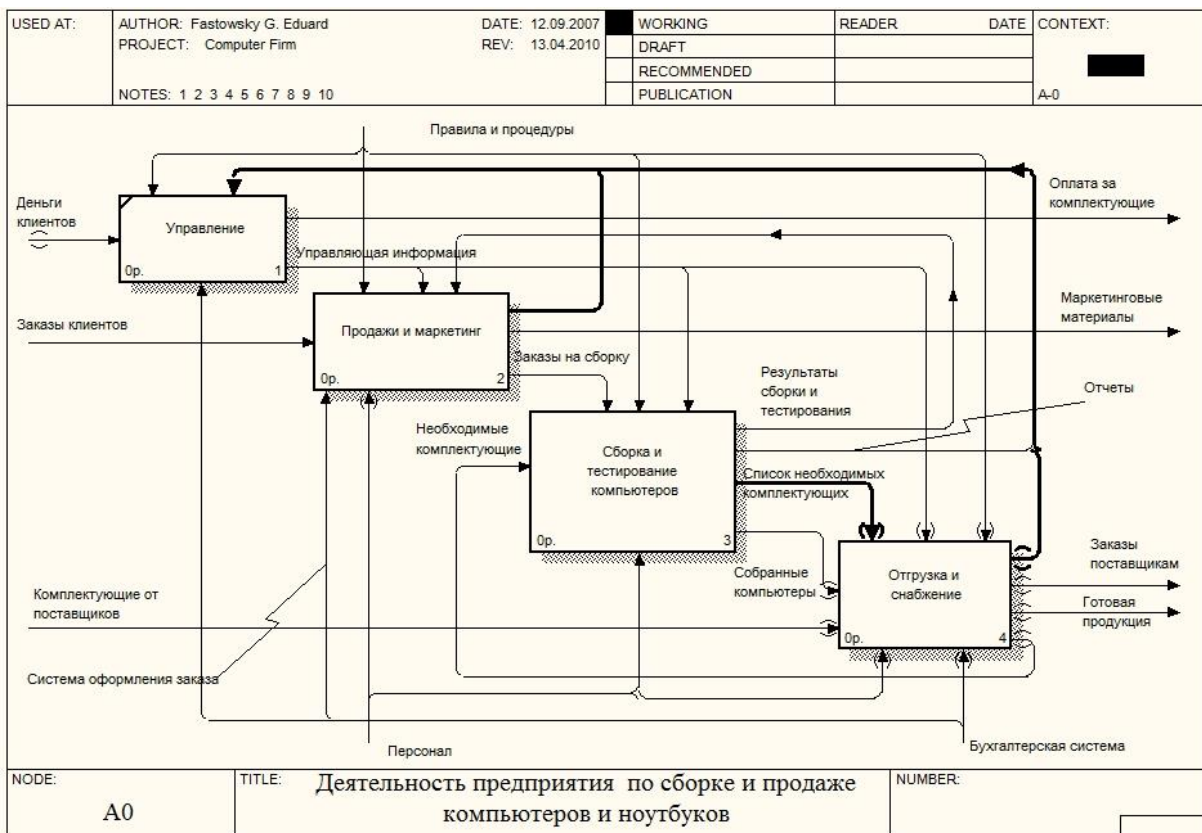 USED AT:
AUTHOR: Fastowsky G. Eduard
DATE: 12.09.2007
WORKING
READER
DATE
CONTEXT:
PROJECT: Computer Firm
REV: 13.04.2010
DRAFT
RECOMMENDED
NOTES: 1 2 3 4 5 6 7 8 9 10
PUBLICATION
A-0
Правила и процедуры
Деньги
клиентов
Оплата за
комплектующие
Управление
0р.
1
Управляющая информация
Заказы клиентов
Маркетинговые
материалы
Продажи и маркетинг
0р.
2
Заказы на сборку
Результаты
сборки и
тестирования
Отчеты
Необходимые
комплектующие
Сборка и
тестирование
компьютеров
0р.
3
Список необходимых
комплектующих
Собранные
компьютеры
Отгрузка и
снабжение
0р.
4
Заказы
поставщикам
Готовая
продукция
Комплектующие от
поставщиков
Система оформления заказа
Персонал
Бухгалтерская система
NODE:
A0
TITLE:
Деятельность предприятия по сборке и продаже
компьютеров и ноутбуков
NUMBER: